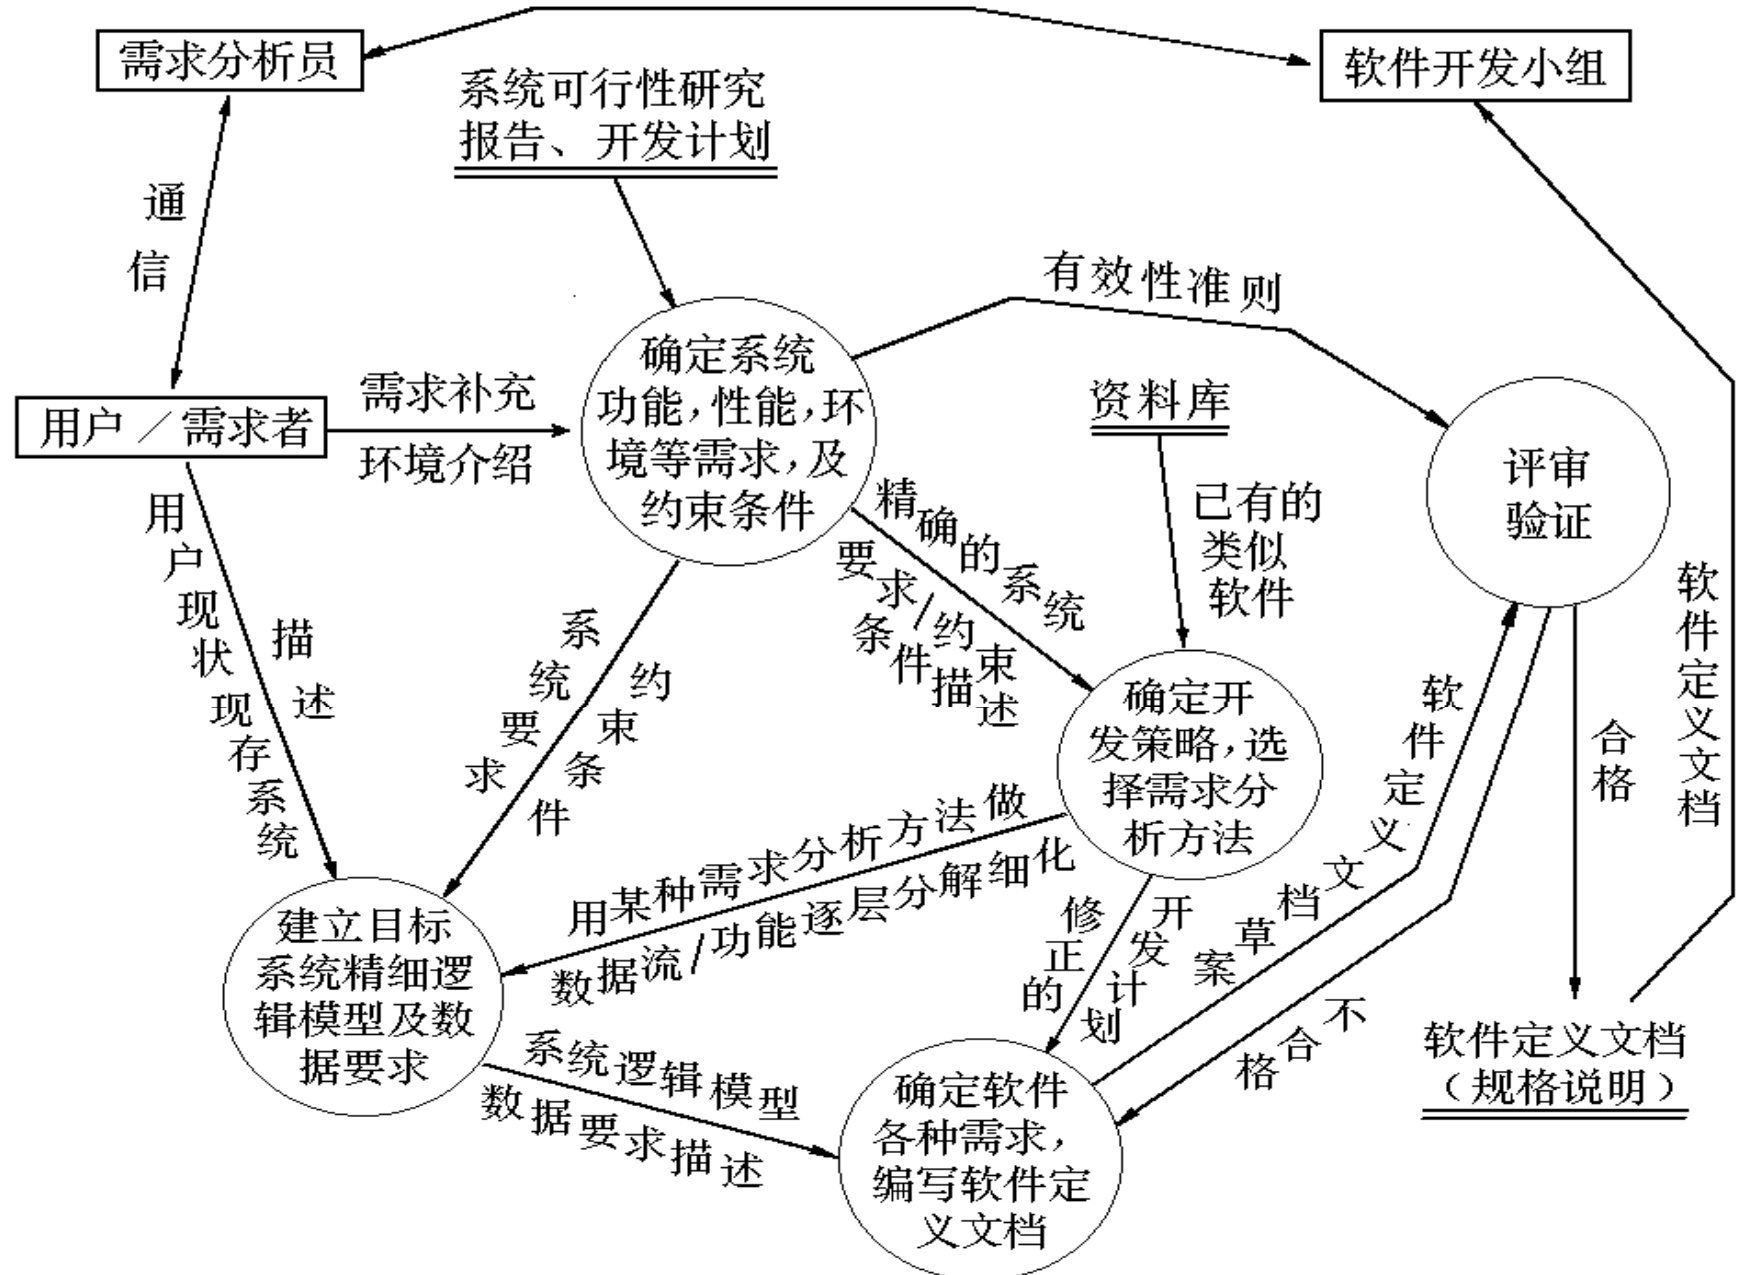 需求分析员
软件开发小组
系统可行性研究
报告、开发计划
通信
有效性准则
用户／需求者
需求补充
环境介绍
确定系统
功能,性能,环
境等需求,及
约束条件
资料库
已有的
类似
软件
评审
验证
精确的系统
要求/约束
条件描述
用户现状现存系统
描述
系统要求
约束条件
确定开
发策略,选
择需求分
析方法
软件定义文档
合格
软件定义文档草案
不合格
用某种需求分析方法做
数据流/功能逐层分解细化
修正的
开发计划
建立目标
系统精细逻
辑模型及数
据要求
系统逻辑模型
数据要求描述
确定软件
各种需求,
编写软件定
义文档
软件定义文档
（规格说明）